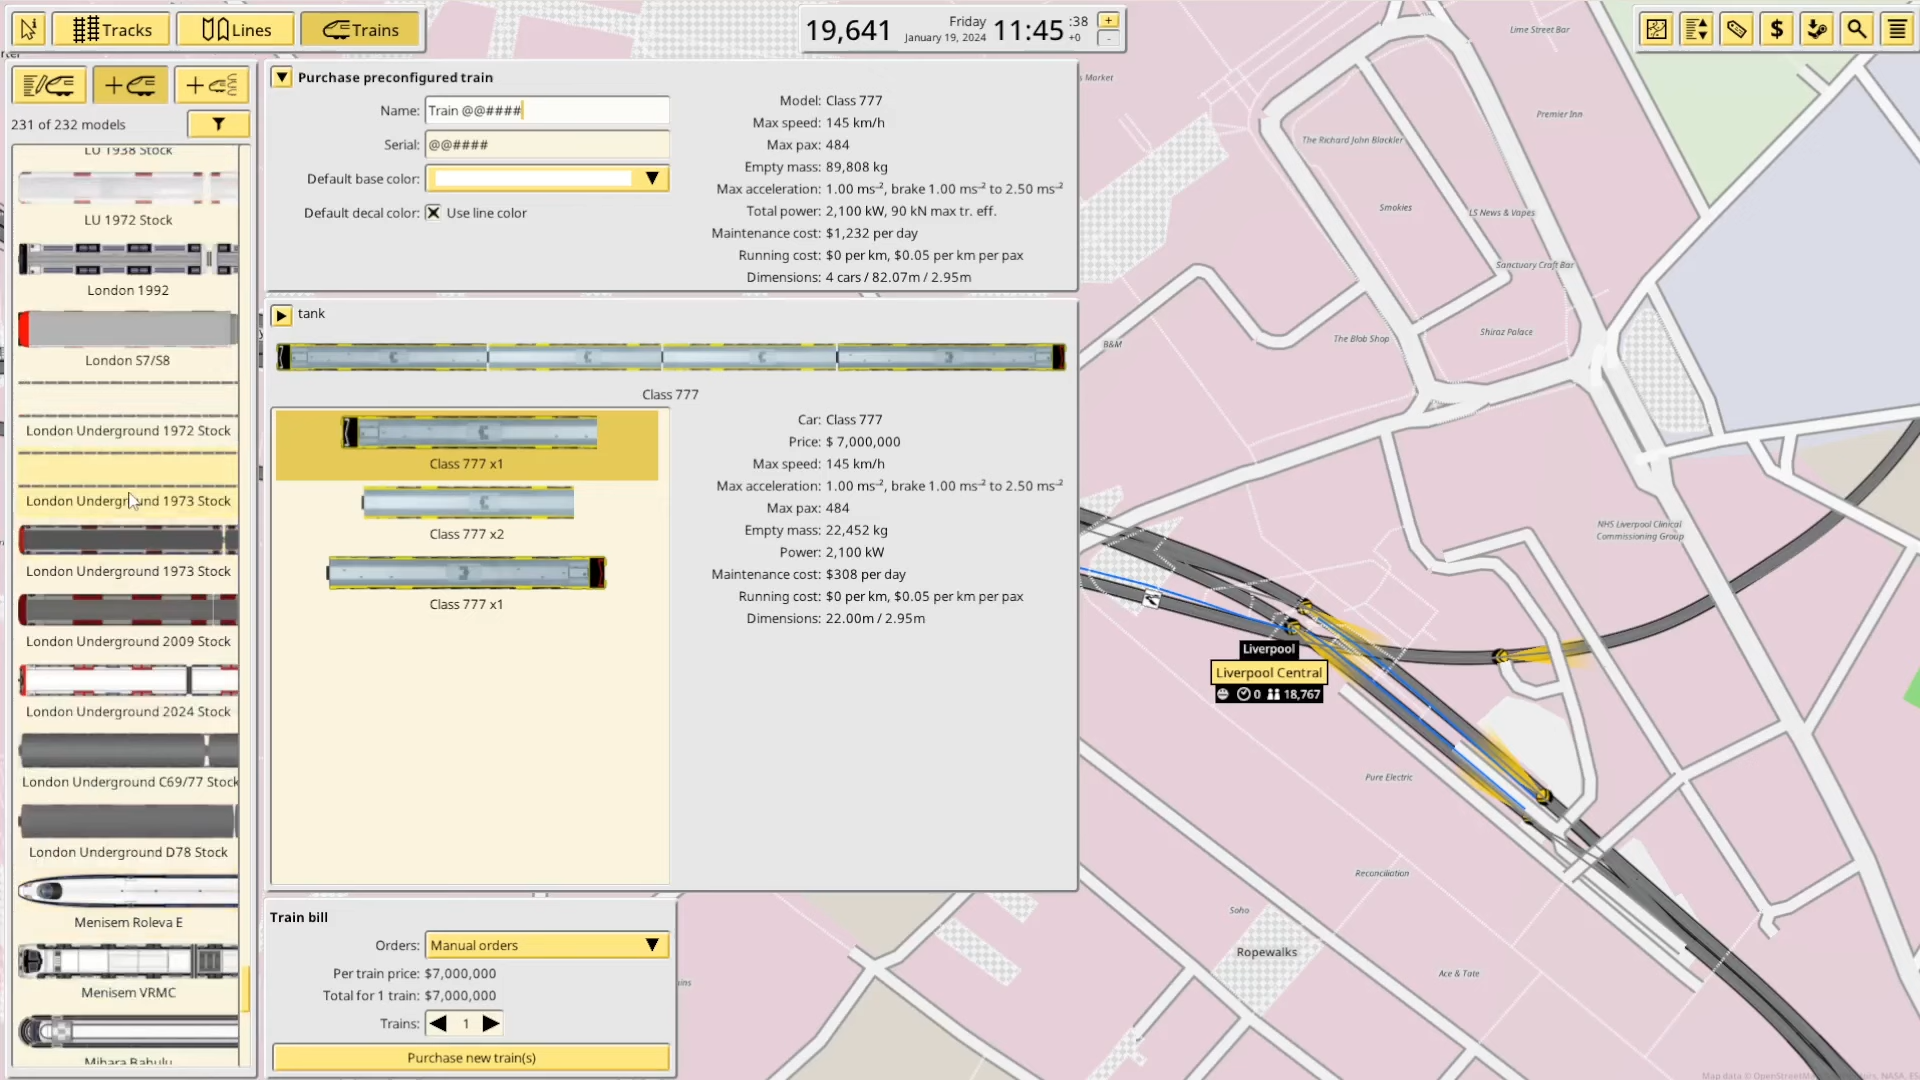 Tracks
Lines
Trains
19,641
Friday
January 19, 2024
11:45
:38
+0
+
-
$
231 of 232 models
LU 1938 Stock
LU 1972 Stock
London 1992
London S7/S8
London Underground 1972 Stock
London Underground 1973 Stock
London Underground 1973 Stock
London Underground 2009 Stock
London Underground 2024 Stock
London Underground C69/77 Stock
London Underground D78 Stock
Menisem Roleva E
Menisem VRMC
Mihara Babulu
Purchase preconfigured train
Name: Train @@####
Serial: @@####
Default base color:
Default decal color: Use line color
Model: Class 777
Max speed: 145 km/h
Max pax: 484
Empty mass: 89,808 kg
Max acceleration: 1.00 ms⁻², brake 1.00 ms⁻² to 2.50 ms⁻²
Total power: 2,100 kW, 90 kN max tr. eff.
Maintenance cost: $1,232 per day
Running cost: $0 per km, $0.05 per km per pax
Dimensions: 4 cars / 82.07m / 2.95m
tank
Class 777
Class 777 x1
Class 777 x2
Class 777 x1
Car: Class 777
Price: $ 7,000,000
Max speed: 145 km/h
Max acceleration: 1.00 ms⁻², brake 1.00 ms⁻² to 2.50 ms⁻²
Max pax: 484
Empty mass: 22,452 kg
Power: 2,100 kW
Maintenance cost: $308 per day
Running cost: $0 per km, $0.05 per km per pax
Dimensions: 22.00m / 2.95m
Train bill
Orders: Manual orders
Per train price: $7,000,000
Total for 1 train: $7,000,000
Trains: 1
Purchase new train(s)
Lime Street Bar
s Market
Premier Inn
The Richard John Blackler
Smokies
LS News & Vapes
Sanctuary Craft Bar
Shiraz Palace
The Blob Shop
B&M
NHS Liverpool Clinical
Commissioning Group
Liverpool
Liverpool Central
0 18,767
Pure Electric
Reconciliation
Soho
Ropewalks
Ace & Tate